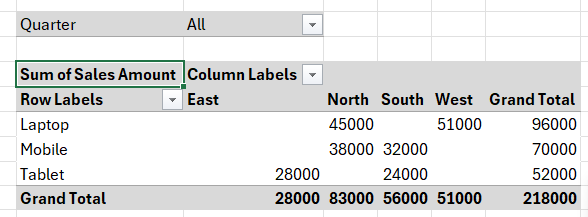 Quarter All
Sum of Sales Amount Column Labels
Row Labels East North South West Grand Total
Laptop 45000 51000 96000
Mobile 38000 32000 70000
Tablet 28000 24000 52000
Grand Total 28000 83000 56000 51000 218000